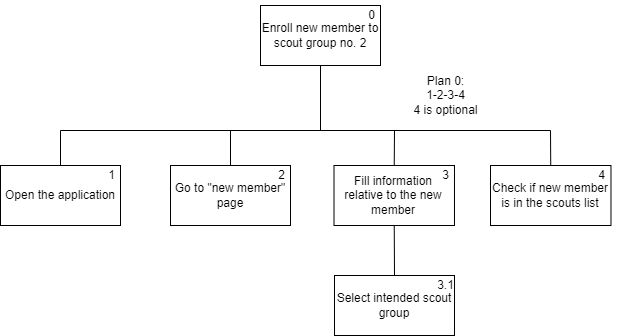 0
Enroll new member to
scout group no. 2
Plan 0:
1-2-3-4
4 is optional
1
Open the application
2
Go to "new member"
page
3
Fill information
relative to the new
member
4
Check if new member
is in the scouts list
3.1
Select intended scout
group